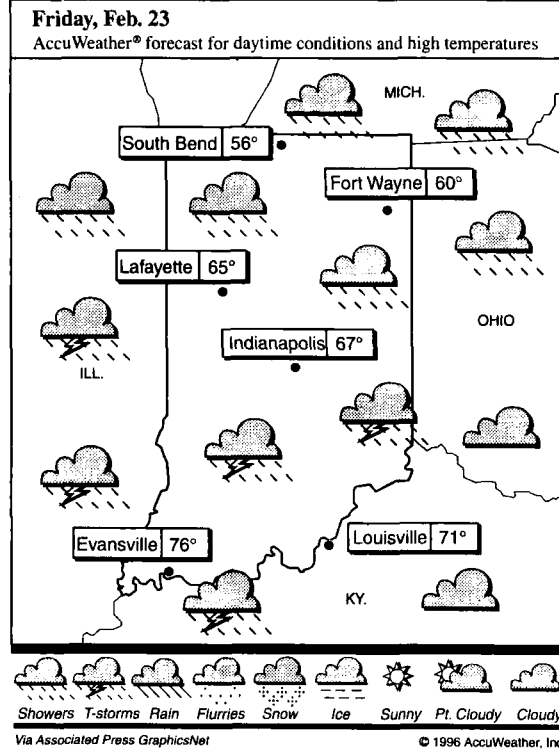 Friday, Feb. 23
AccuWeather® forecast for daytime conditions and high temperatures
MICH.
South Bend 56°
Fort Wayne 60°
Lafayette 65°
OHIO
Indianapolis 67°
ILL.
Evansville 76°
Louisville 71°
KY.
Showers T-storms Rain Flurries Snow Ice Sunny Pt. Cloudy Cloudy
Via Associated Press GraphicsNet © 1996 AccuWeather, Inc